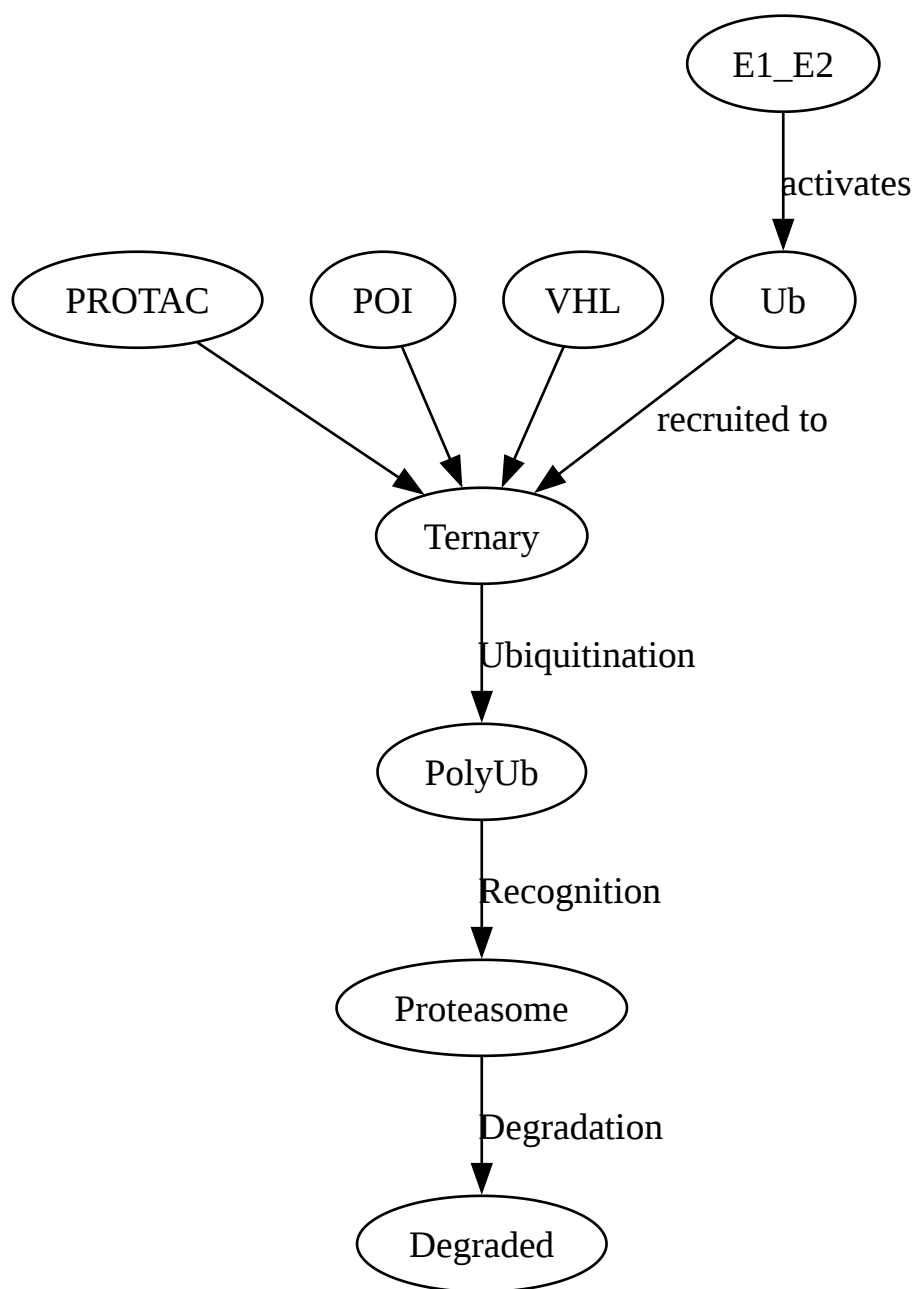 E1_E2
activates
PROTAC
POI
VHL
Ub
recruited to
Ternary
Ubiquitination
PolyUb
Recognition
Proteasome
Degradation
Degraded